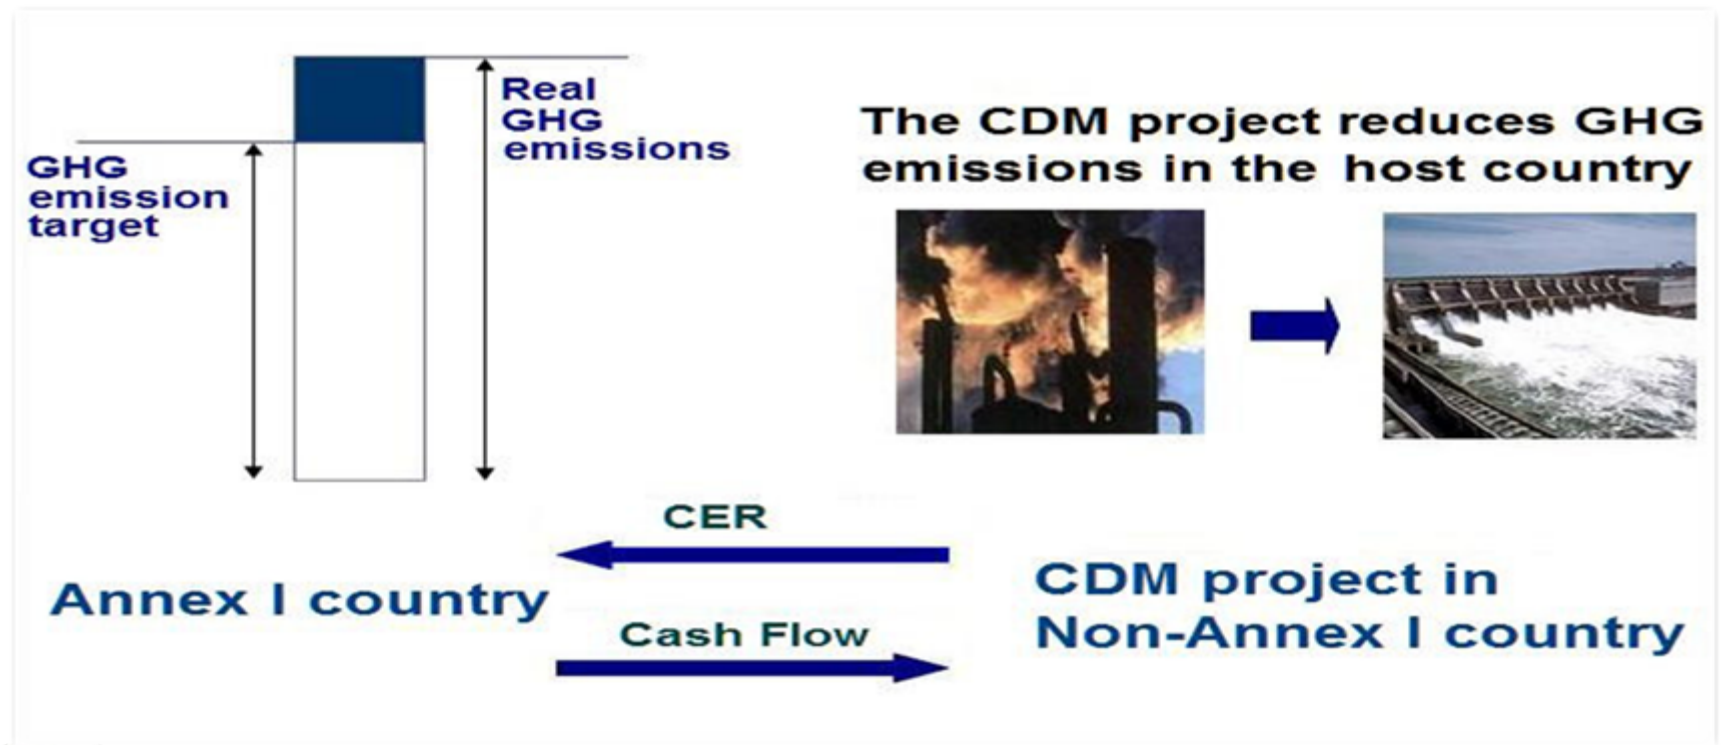 Real
GHG
emissions
GHG
emission
target
The CDM project reduces GHG
emissions in the host country
CER
Annex I country
Cash Flow
CDM project in
Non-Annex I country